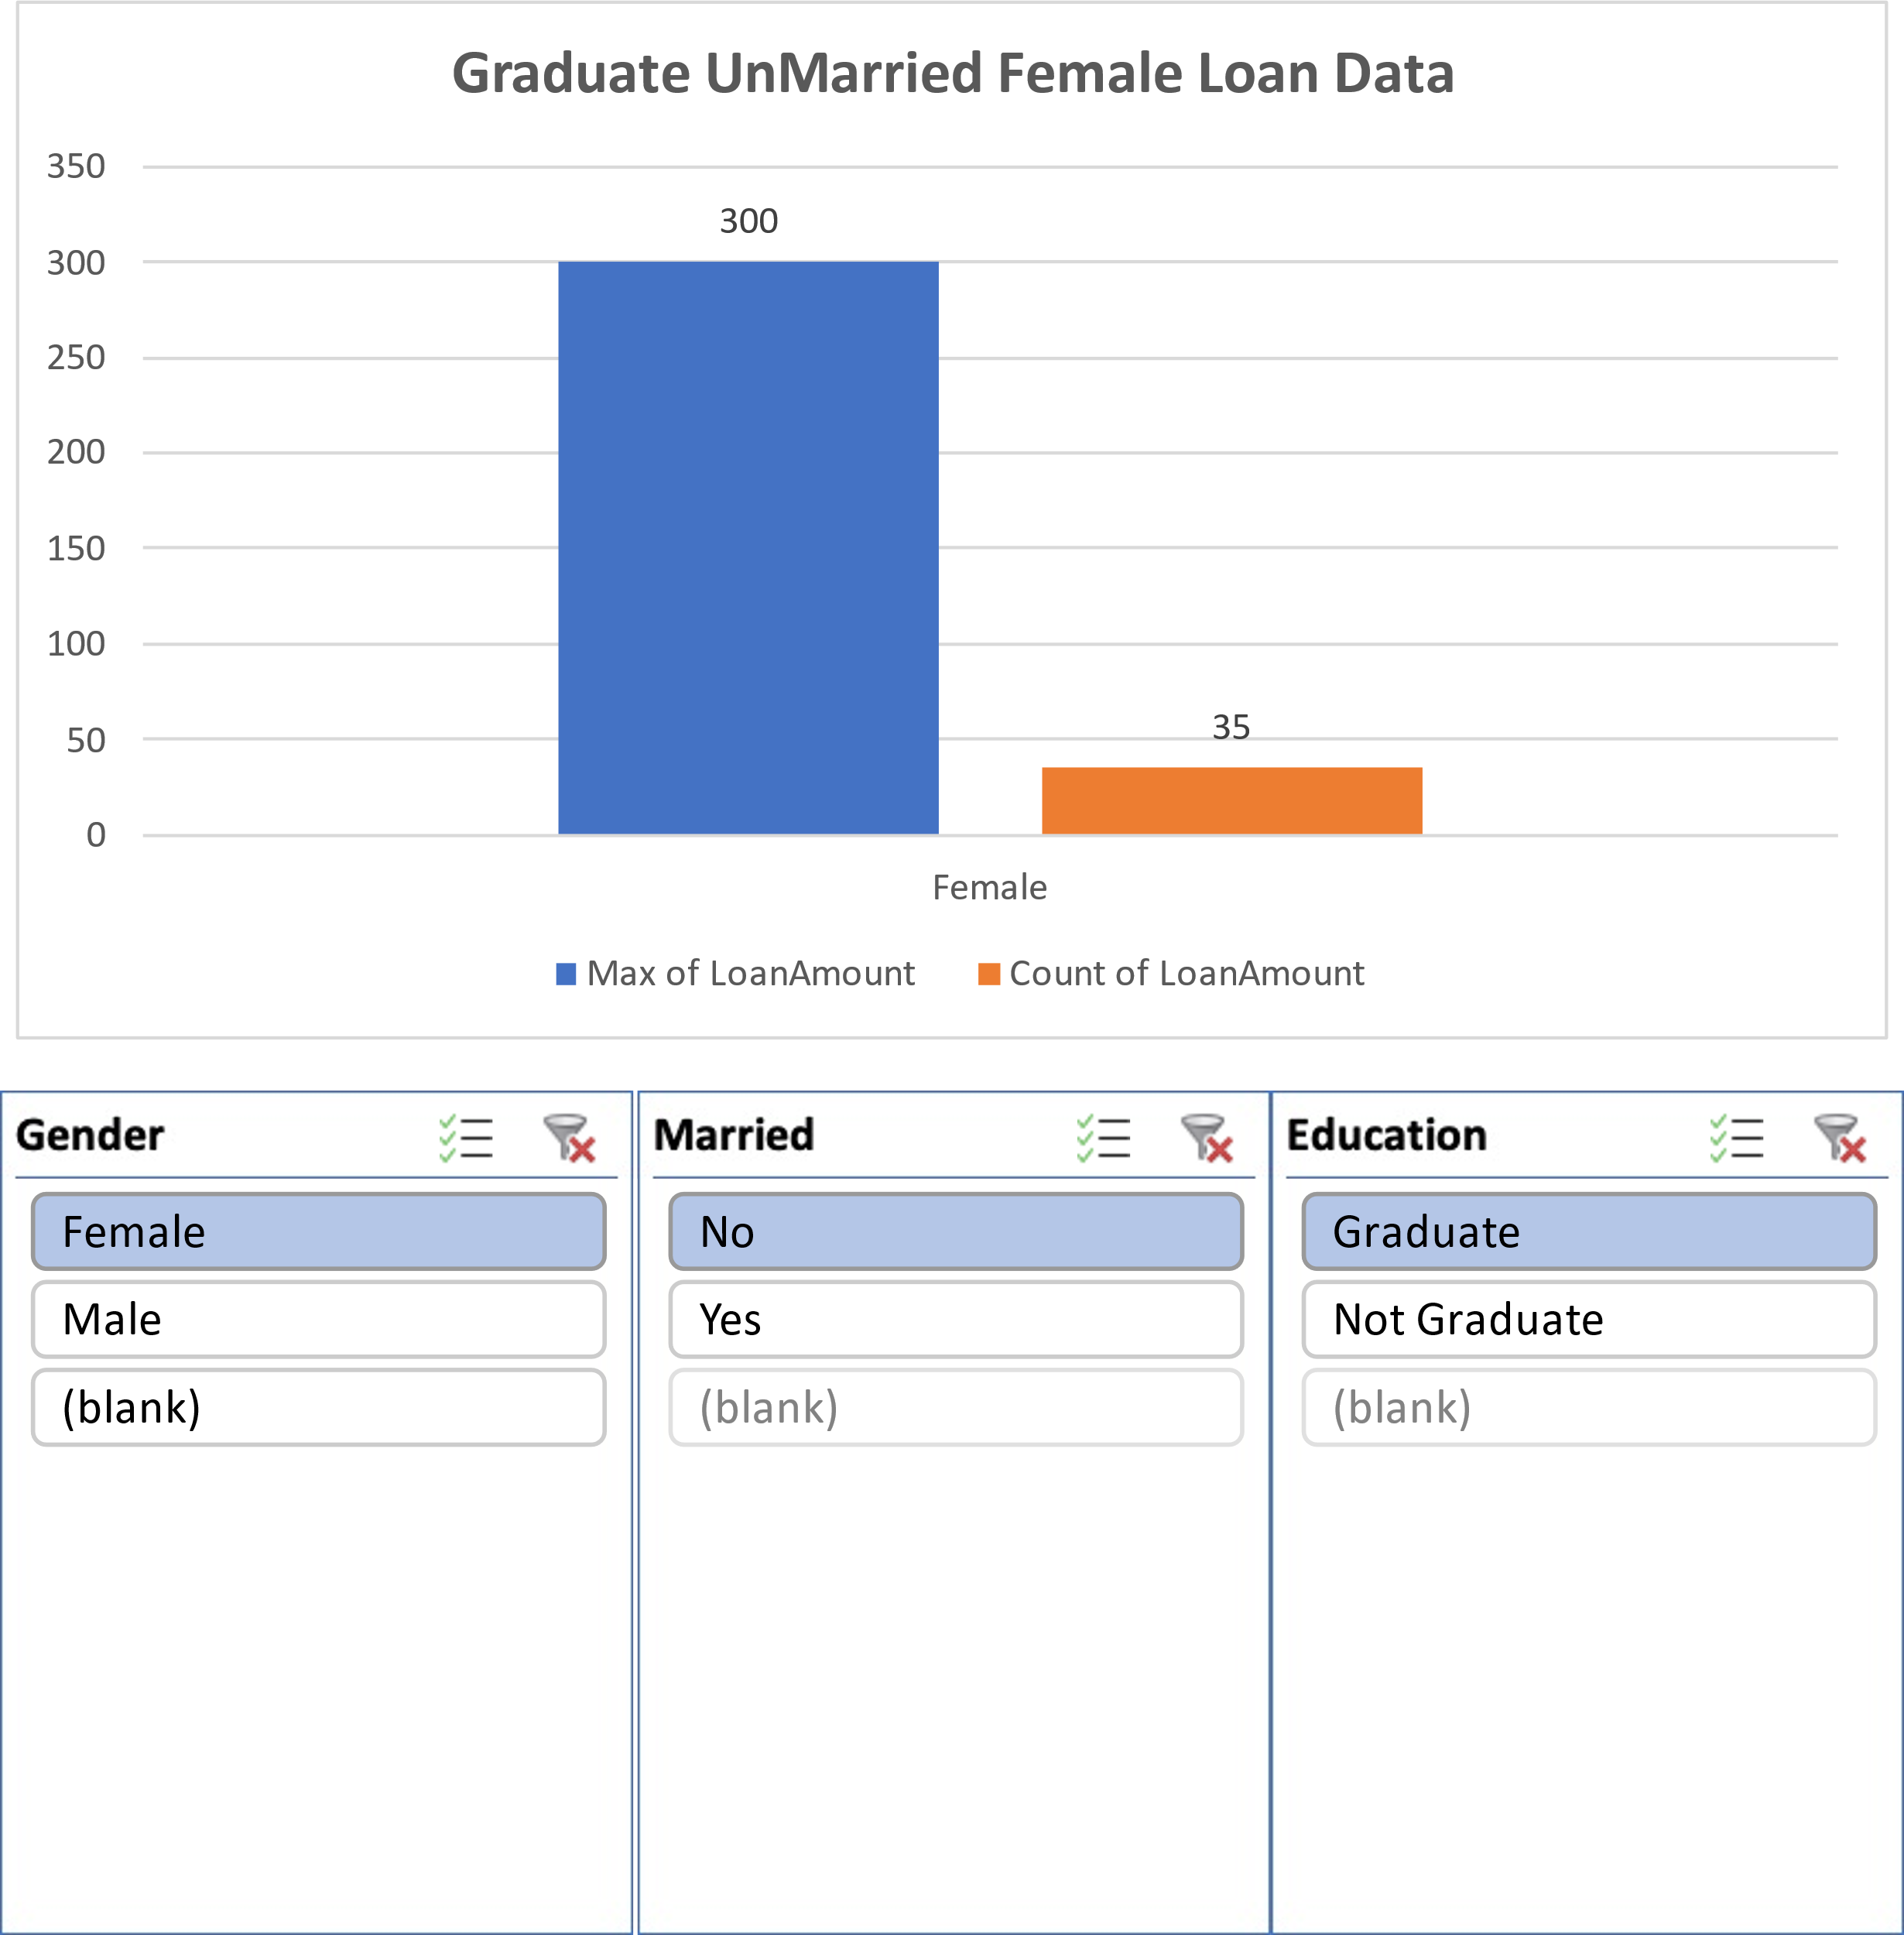 Graduate UnMarried Female Loan Data
350
300
300
250
200
150
100
35
50
0
Female
Max of LoanAmount Count of LoanAmount
Gender
Female
Male
(blank)
Married
No
Yes
(blank)
Education
Graduate
Not Graduate
(blank)